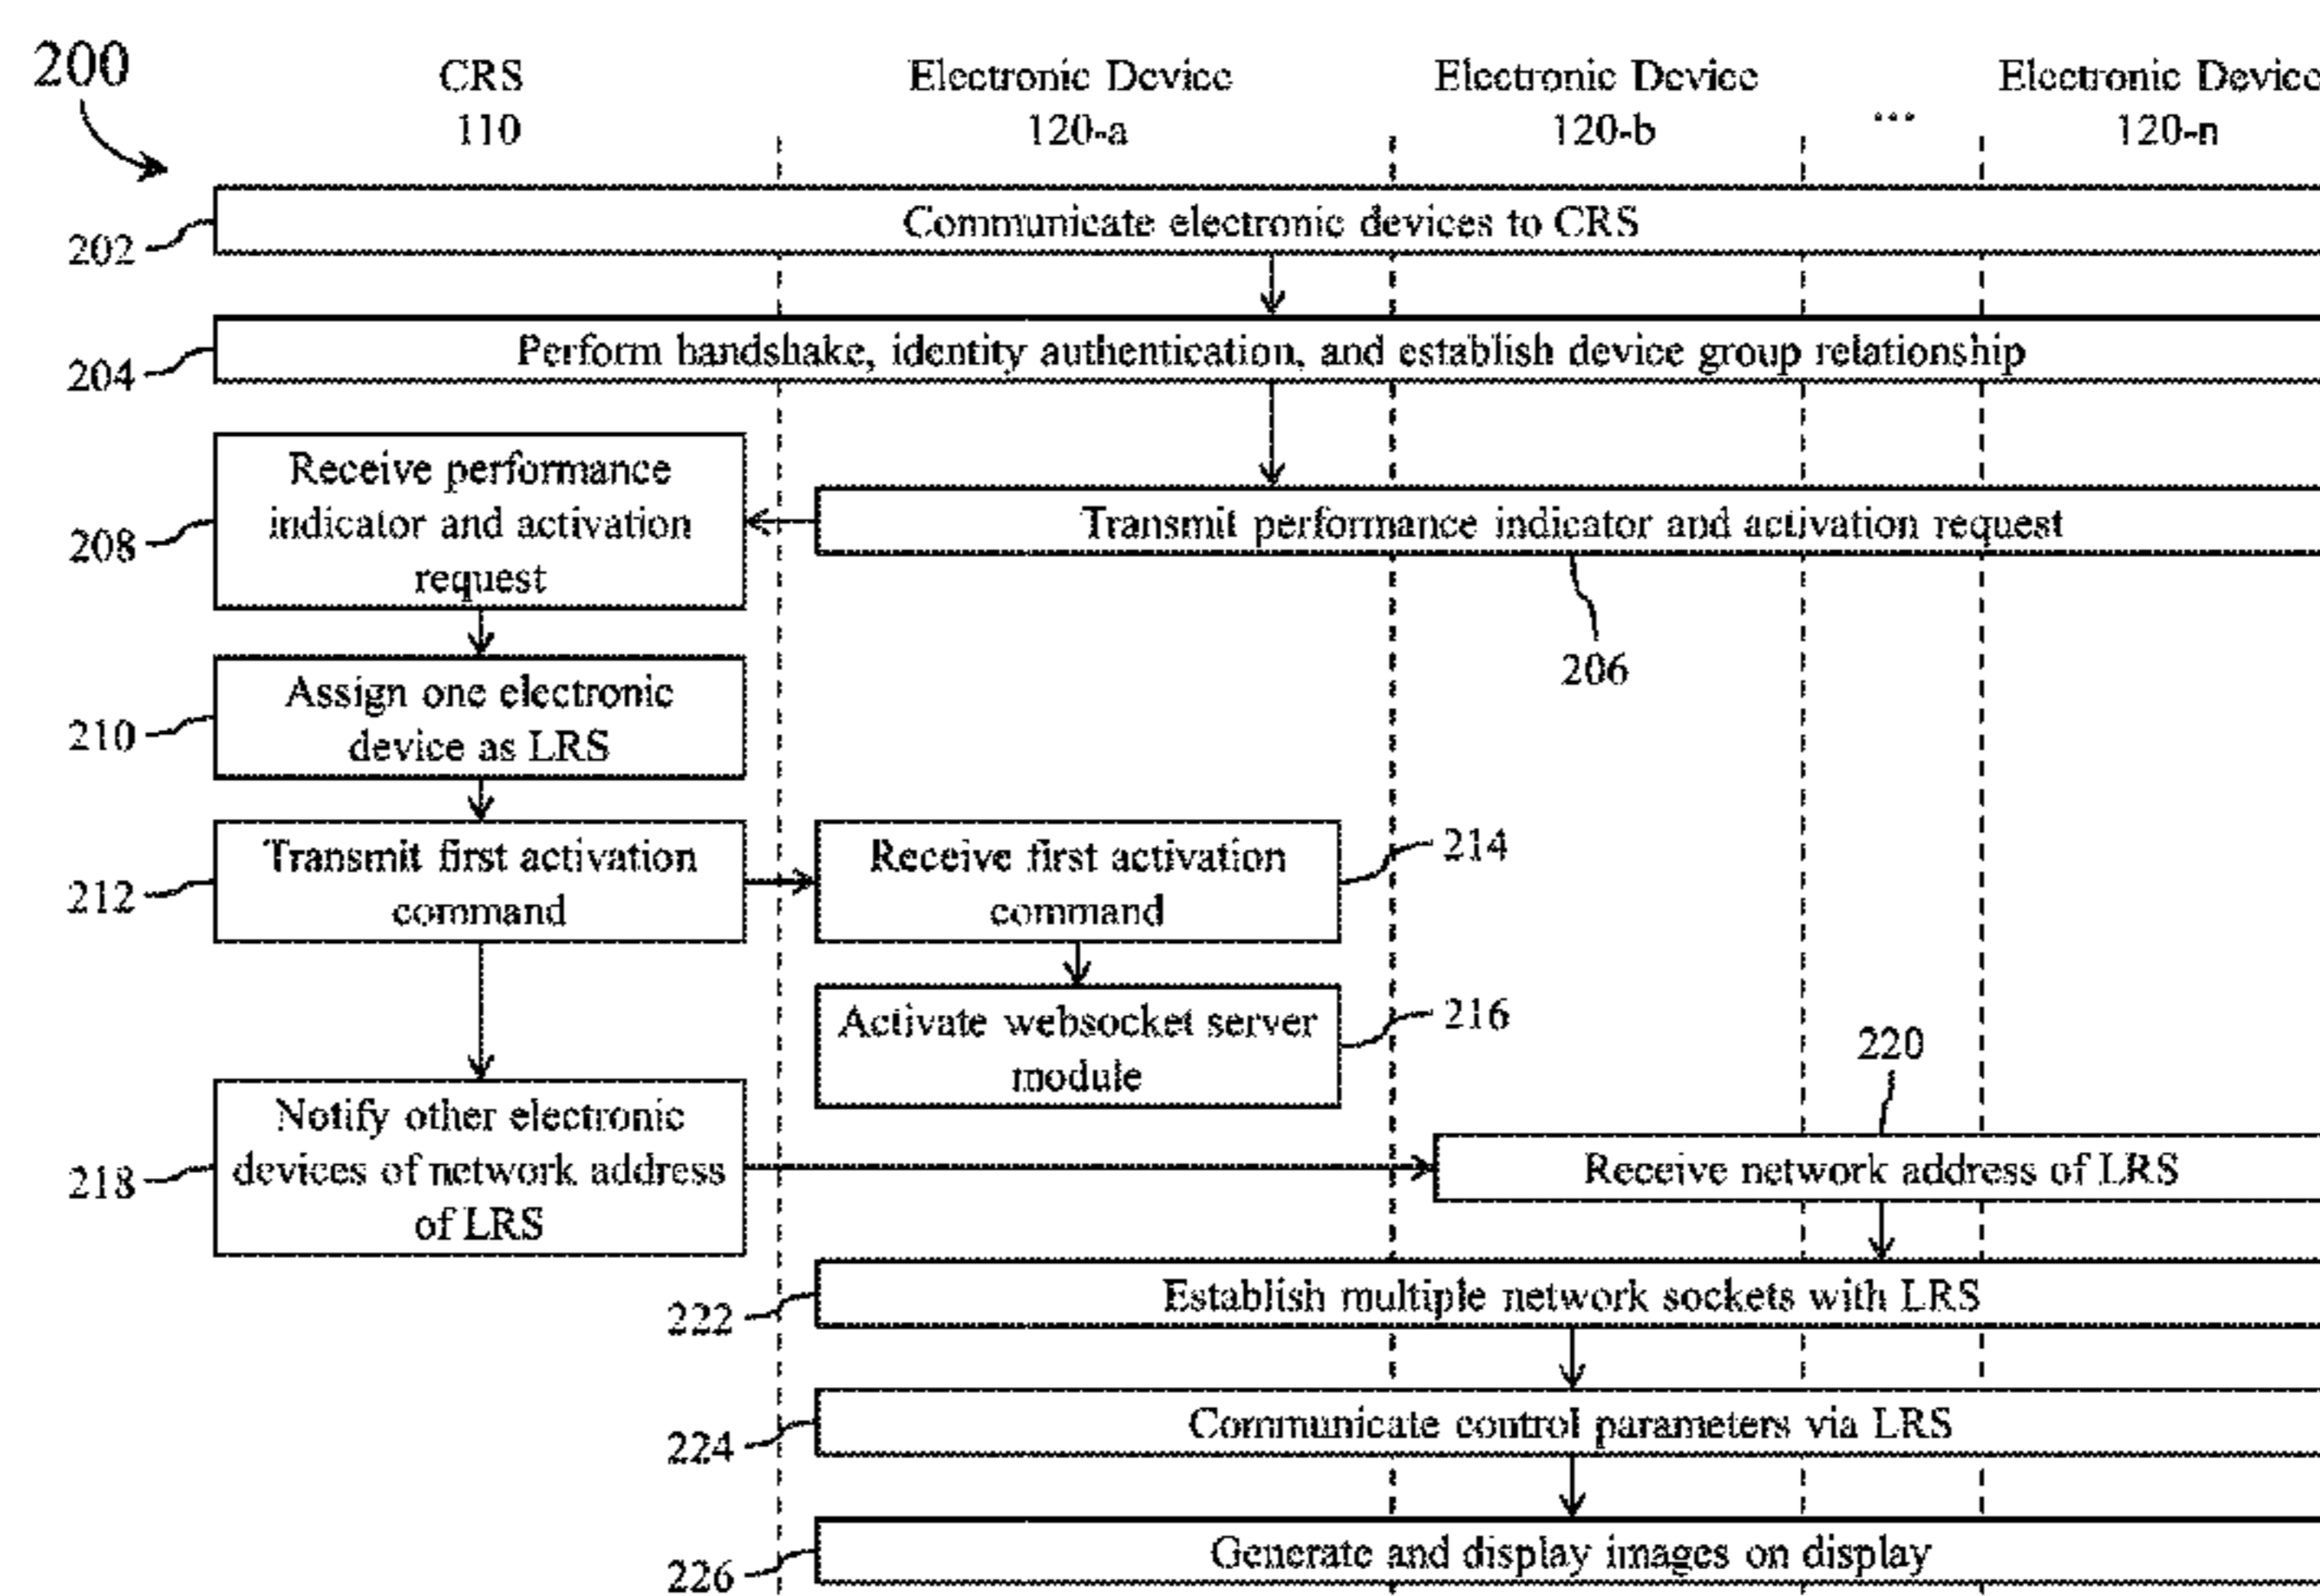 200
CRS
110
Electronic Device
120-a
Electronic Device
120-b
...
Electronic Device
120-n
Communicate electronic devices to CRS
202
Perform handshake, identity authentication, and establish device group relationship
204
Receive performance
indicator and activation
request
208
Transmit performance indicator and activation request
206
Assign one electronic
device as LRS
210
Transmit first activation
command
212
Receive first activation
command
214
Activate websocket server
module
216
Notify other electronic
devices of network address
of LRS
218
220
Receive network address of LRS
Establish multiple network sockets with LRS
222
Communicate control parameters via LRS
224
Generate and display images on display
226